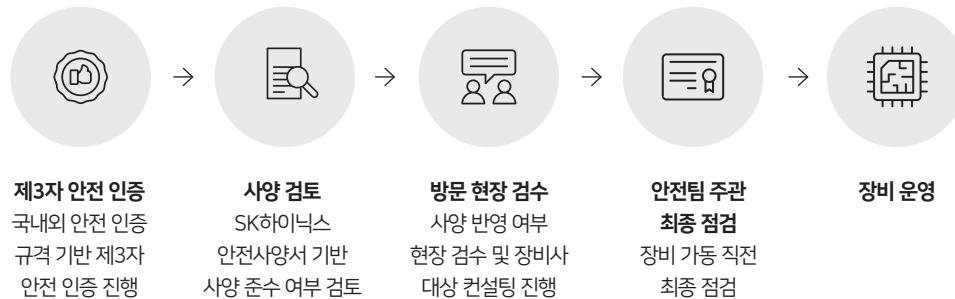 제3자 안전 인증
국내외 안전 인증
규격 기반 제3자
안전 인증 진행
사양 검토
SK하이닉스
안전사양서 기반
사양 준수 여부 검토
방문 현장 검수
사양 반영 여부
현장 검수 및 장비사
대상 컨설팅 진행
안전팀 주관
최종 점검
장비 가동 직전
최종 점검
장비 운영